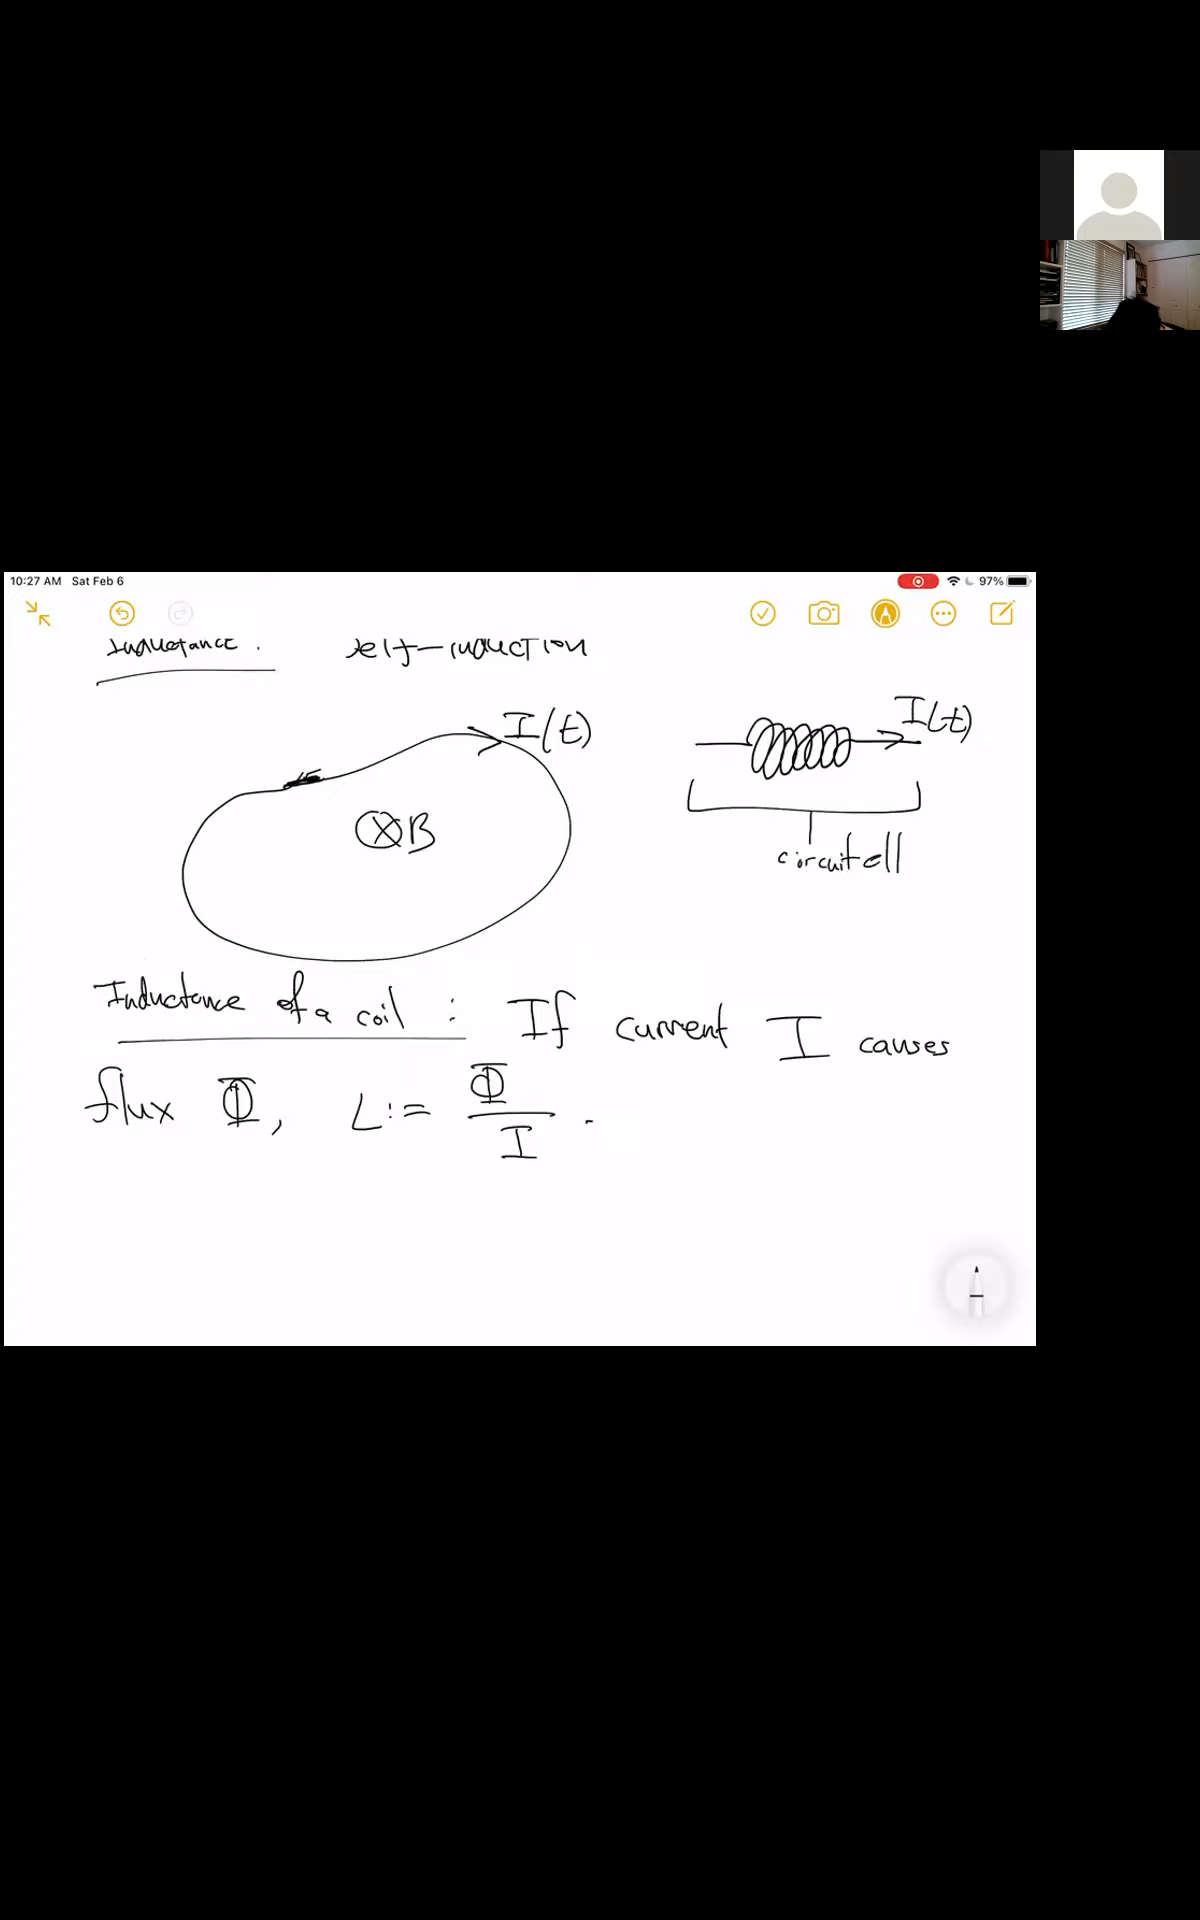 10:27 AM Sat Feb 6
97%
Inductance. self-induction
I(t)
I(t)
⊗B
circuit ell
Inductance of a coil : If current I causes
flux Φ, L := Φ/I.